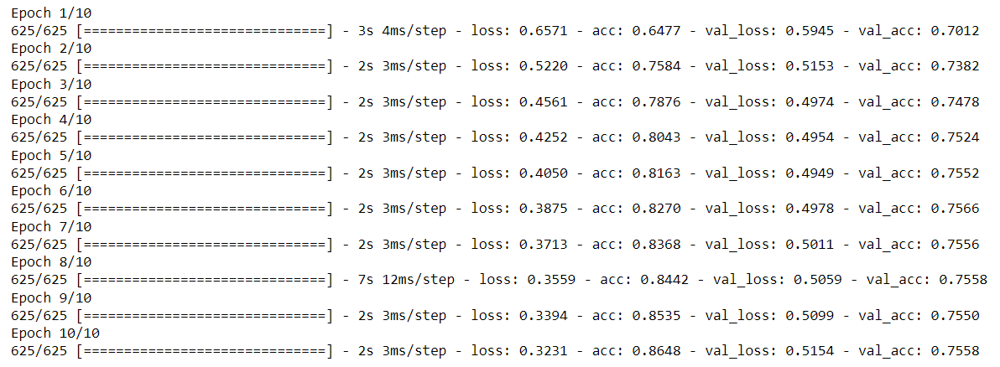 Epoch 1/10
625/625 [==============================] - 3s 4ms/step - loss: 0.6571 - acc: 0.6477 - val_loss: 0.5945 - val_acc: 0.7012
Epoch 2/10
625/625 [==============================] - 2s 3ms/step - loss: 0.5220 - acc: 0.7584 - val_loss: 0.5153 - val_acc: 0.7382
Epoch 3/10
625/625 [==============================] - 2s 3ms/step - loss: 0.4561 - acc: 0.7876 - val_loss: 0.4974 - val_acc: 0.7478
Epoch 4/10
625/625 [==============================] - 2s 3ms/step - loss: 0.4252 - acc: 0.8043 - val_loss: 0.4954 - val_acc: 0.7524
Epoch 5/10
625/625 [==============================] - 2s 3ms/step - loss: 0.4050 - acc: 0.8163 - val_loss: 0.4949 - val_acc: 0.7552
Epoch 6/10
625/625 [==============================] - 2s 3ms/step - loss: 0.3875 - acc: 0.8270 - val_loss: 0.4978 - val_acc: 0.7566
Epoch 7/10
625/625 [==============================] - 2s 3ms/step - loss: 0.3713 - acc: 0.8368 - val_loss: 0.5011 - val_acc: 0.7556
Epoch 8/10
625/625 [==============================] - 7s 12ms/step - loss: 0.3559 - acc: 0.8442 - val_loss: 0.5059 - val_acc: 0.7558
Epoch 9/10
625/625 [==============================] - 2s 3ms/step - loss: 0.3394 - acc: 0.8535 - val_loss: 0.5099 - val_acc: 0.7550
Epoch 10/10
625/625 [==============================] - 2s 3ms/step - loss: 0.3231 - acc: 0.8648 - val_loss: 0.5154 - val_acc: 0.7558